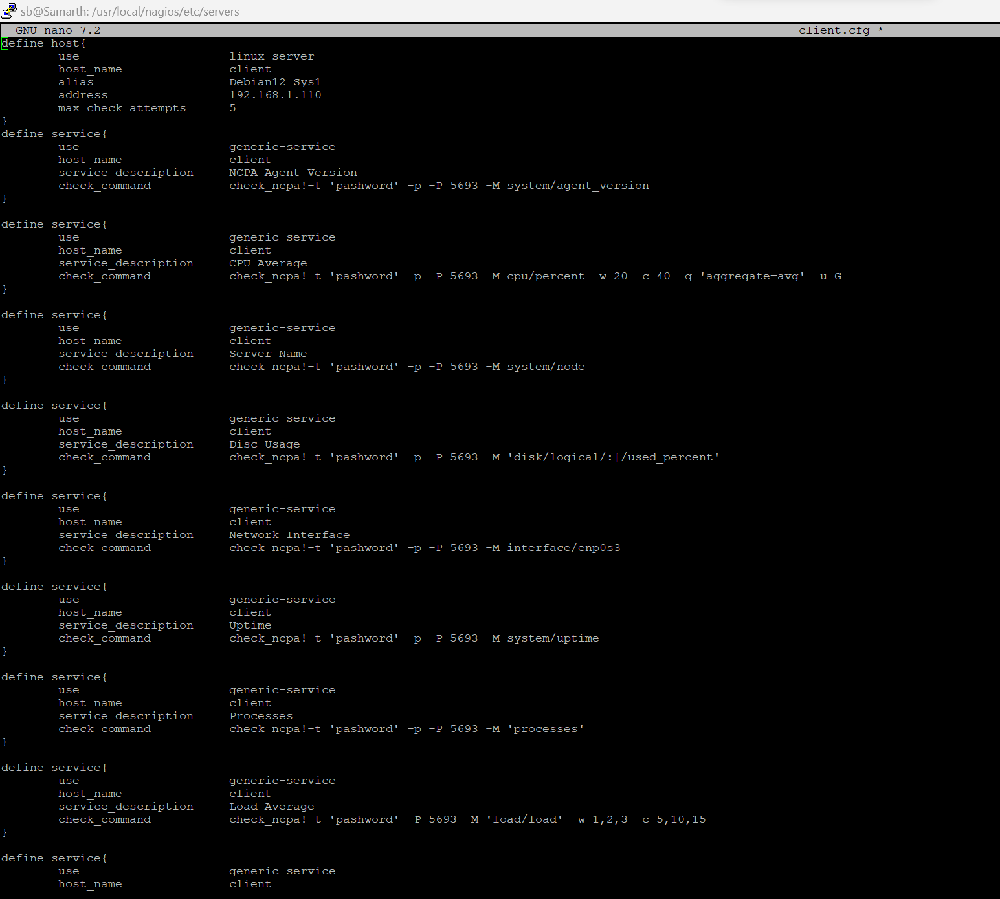 sb@Samarth: /usr/local/nagios/etc/servers
GNU nano 7.2 client.cfg *
define host{
use linux-server
host_name client
alias Debian12 Sys1
address 192.168.1.110
max_check_attempts 5
}
define service{
use generic-service
host_name client
service_description NCPA Agent Version
check_command check_ncpa!-t 'pashword' -p -P 5693 -M system/agent_version
}
define service{
use generic-service
host_name client
service_description CPU Average
check_command check_ncpa!-t 'pashword' -p -P 5693 -M cpu/percent -w 20 -c 40 -q 'aggregate=avg' -u G
}
define service{
use generic-service
host_name client
service_description Server Name
check_command check_ncpa!-t 'pashword' -p -P 5693 -M system/node
}
define service{
use generic-service
host_name client
service_description Disc Usage
check_command check_ncpa!-t 'pashword' -p -P 5693 -M 'disk/logical/:|/used_percent'
}
define service{
use generic-service
host_name client
service_description Network Interface
check_command check_ncpa!-t 'pashword' -p -P 5693 -M interface/enp0s3
}
define service{
use generic-service
host_name client
service_description Uptime
check_command check_ncpa!-t 'pashword' -p -P 5693 -M system/uptime
}
define service{
use generic-service
host_name client
service_description Processes
check_command check_ncpa!-t 'pashword' -p -P 5693 -M 'processes'
}
define service{
use generic-service
host_name client
service_description Load Average
check_command check_ncpa!-t 'pashword' -P 5693 -M 'load/load' -w 1,2,3 -c 5,10,15
}
define service{
use generic-service
host_name client